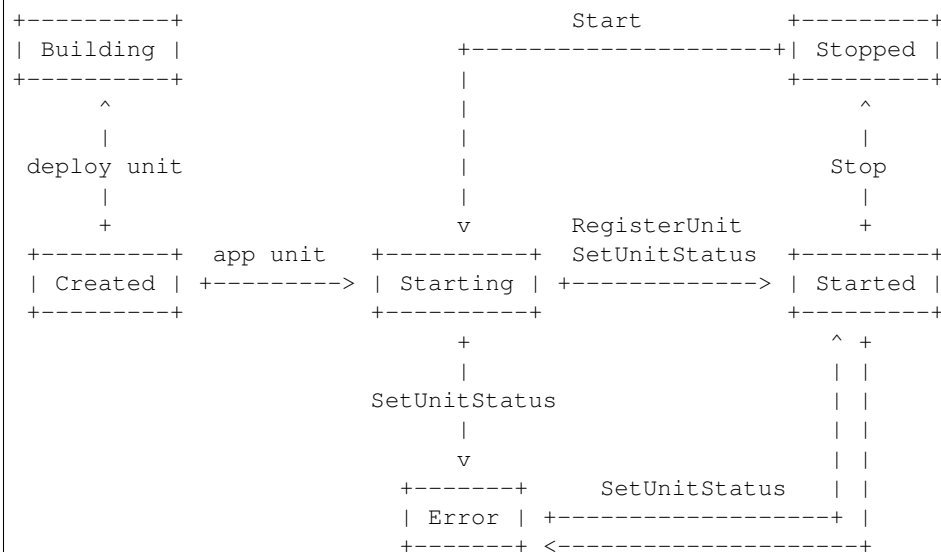 Start
Building
Stopped
deploy unit
Stop
RegisterUnit
app unit
SetUnitStatus
Created
Starting
Started
SetUnitStatus
SetUnitStatus
Error